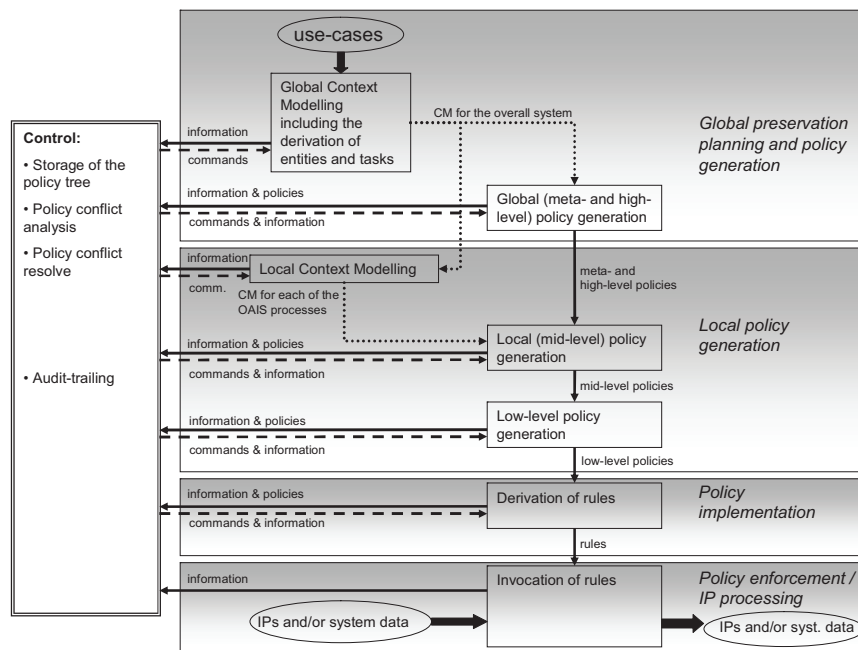 use-cases
Global Context
Modelling
including the
derivation of
entities and tasks
CM for the overall system
Global preservation
planning and policy
generation
Control:
• Storage of the
policy tree
• Policy conflict
analysis
• Policy conflict
resolve
• Audit-trailing
information
commands
information & policies
commands & information
Global (meta- and high-
level) policy generation
information
comm.
Local Context Modelling
CM for each of the
OAIS processes
meta- and
high-level policies
Local policy
generation
information & policies
commands & information
Local (mid-level) policy
generation
mid-level policies
information & policies
commands & information
Low-level policy
generation
low-level policies
information & policies
commands & information
Derivation of rules
Policy
implementation
rules
information
Invocation of rules
Policy enforcement /
IP processing
IPs and/or system data
IPs and/or syst. data